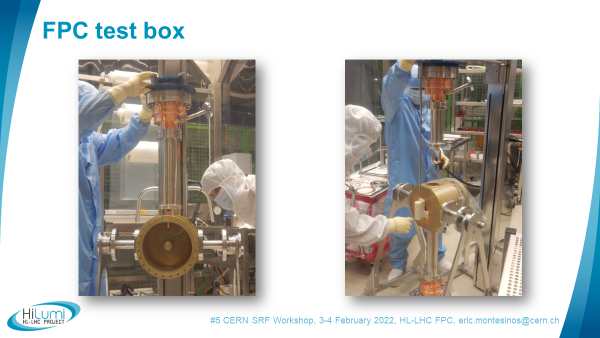 FPC test box
HiLumi
HL-LHC PROJECT
#5 CERN SRF Workshop, 3-4 February 2022, HL-LHC FPC, eric.montesinos@cern.ch